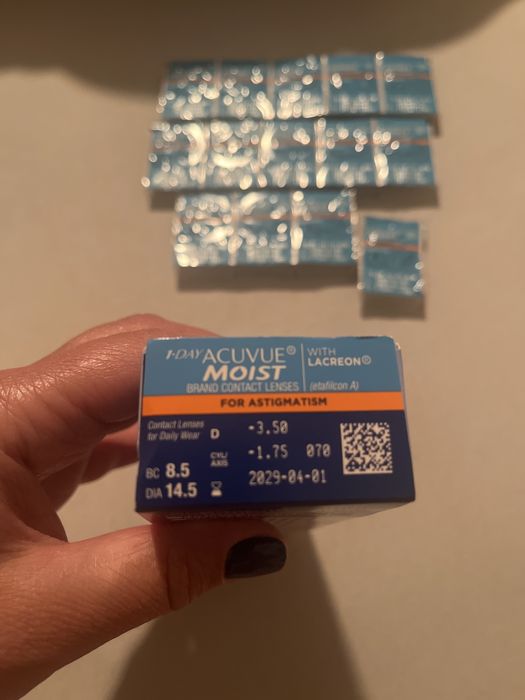 1-DAY ACUVUE® MOIST
BRAND CONTACT LENSES
WITH LACREON®
(etafilcon A)
FOR ASTIGMATISM
Contact Lenses
for Daily Wear
D -3.50
CYL/AXIS -1.75 070
2029-04-01
BC 8.5
DIA 14.5